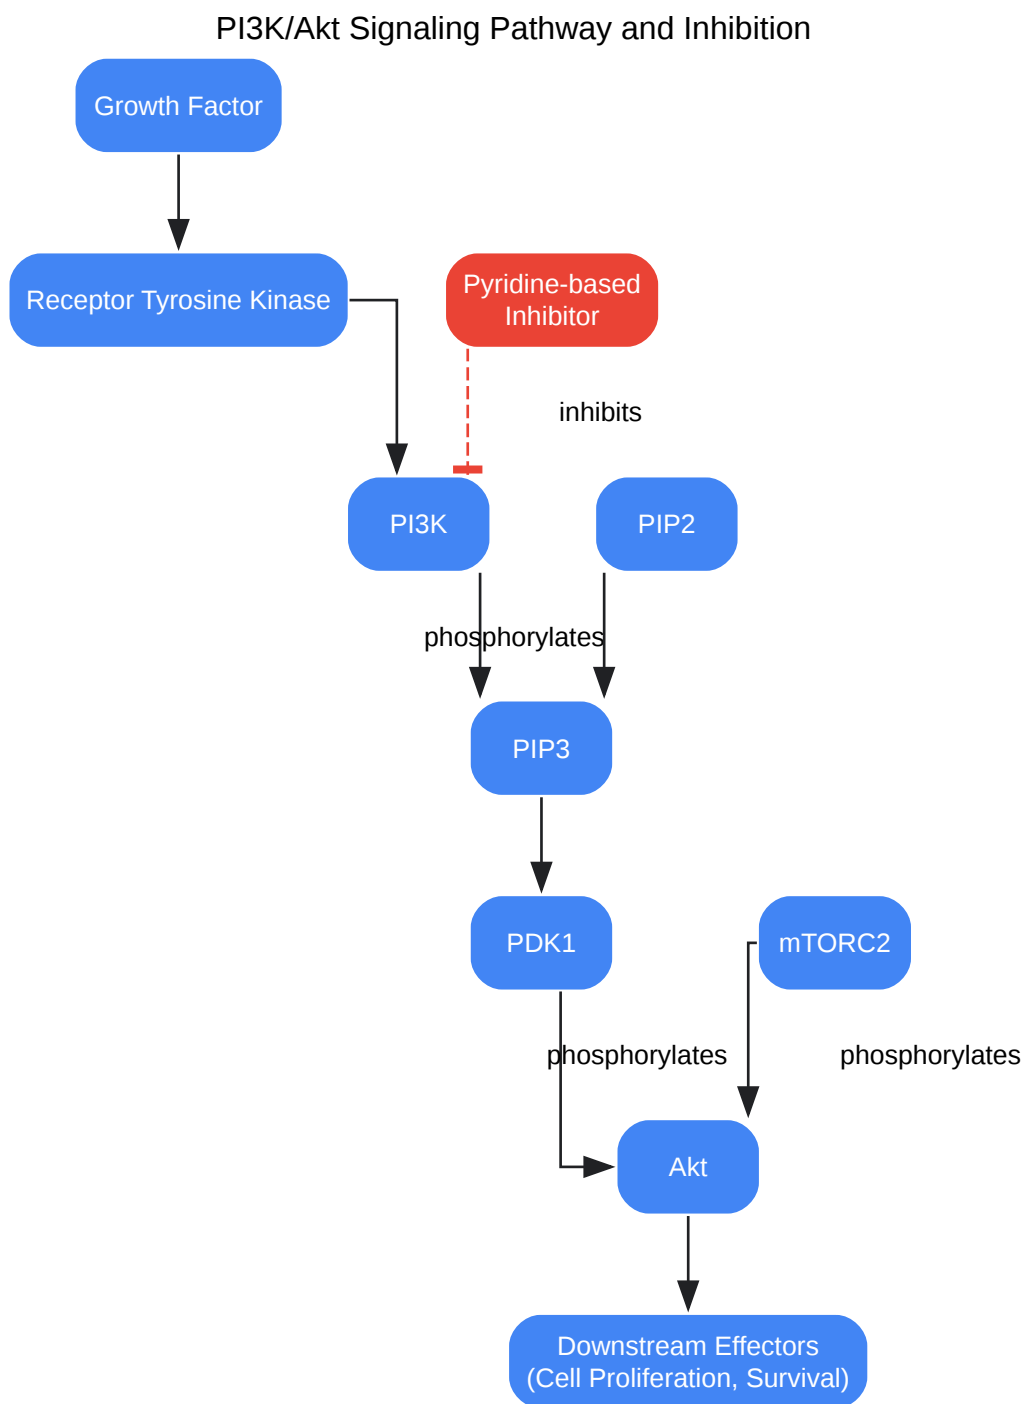 PI3K/Akt Signaling Pathway and Inhibition
Growth Factor
Receptor Tyrosine Kinase
Pyridine-based
Inhibitor
inhibits
PI3K
PIP2
phosphorylates
PIP3
PDK1
mTORC2
phosphorylates
phosphorylates
Akt
Downstream Effectors
(Cell Proliferation, Survival)